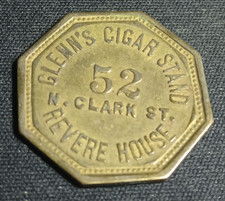 GLENN'S CIGAR STAND
52
N. CLARK ST.
REVERE HOUSE